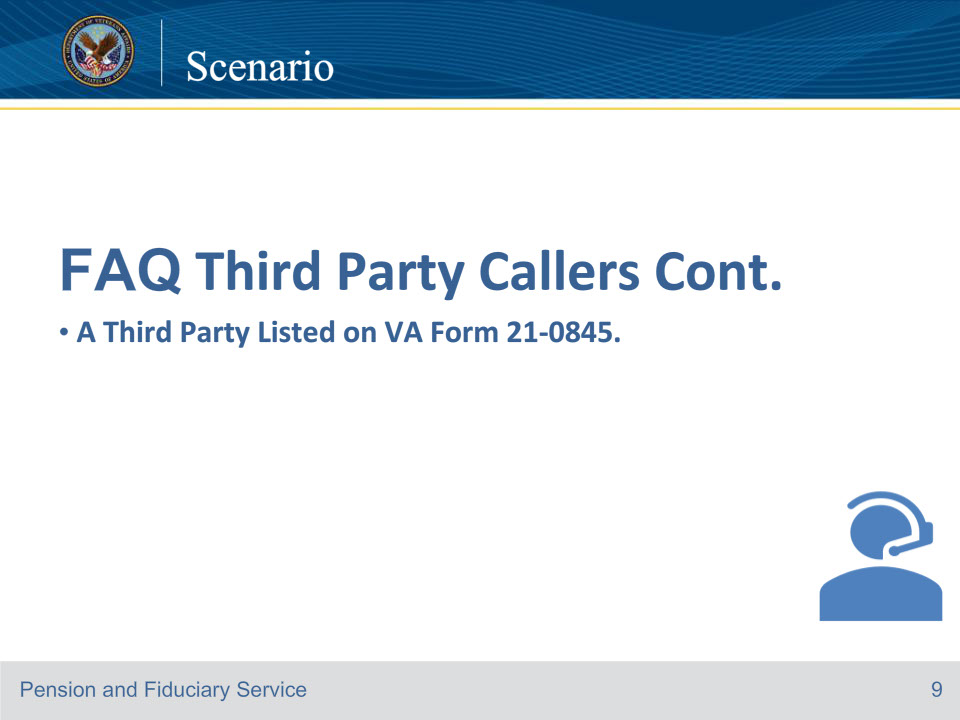 Scenario
FAQ Third Party Callers Cont.
• A Third Party Listed on VA Form 21-0845.
Pension and Fiduciary Service
9